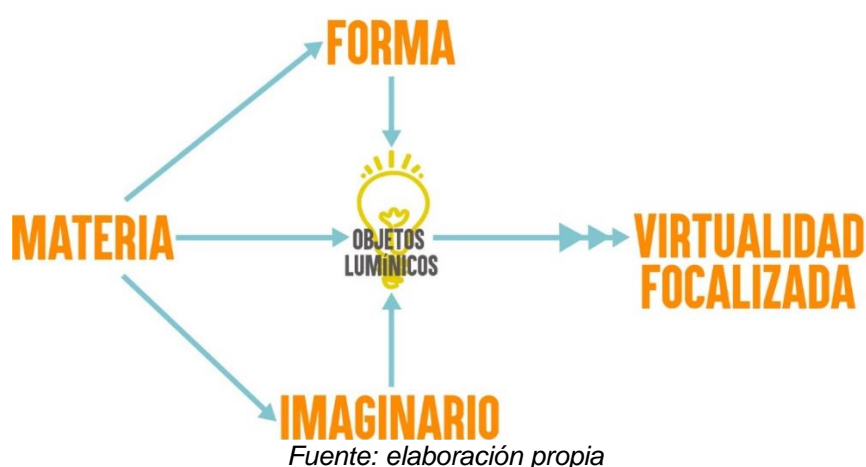 FORMA
MATERIA
OBJETOS
LUMÍNICOS
VIRTUALIDAD
FOCALIZADA
IMAGINARIO
Fuente: elaboración propia